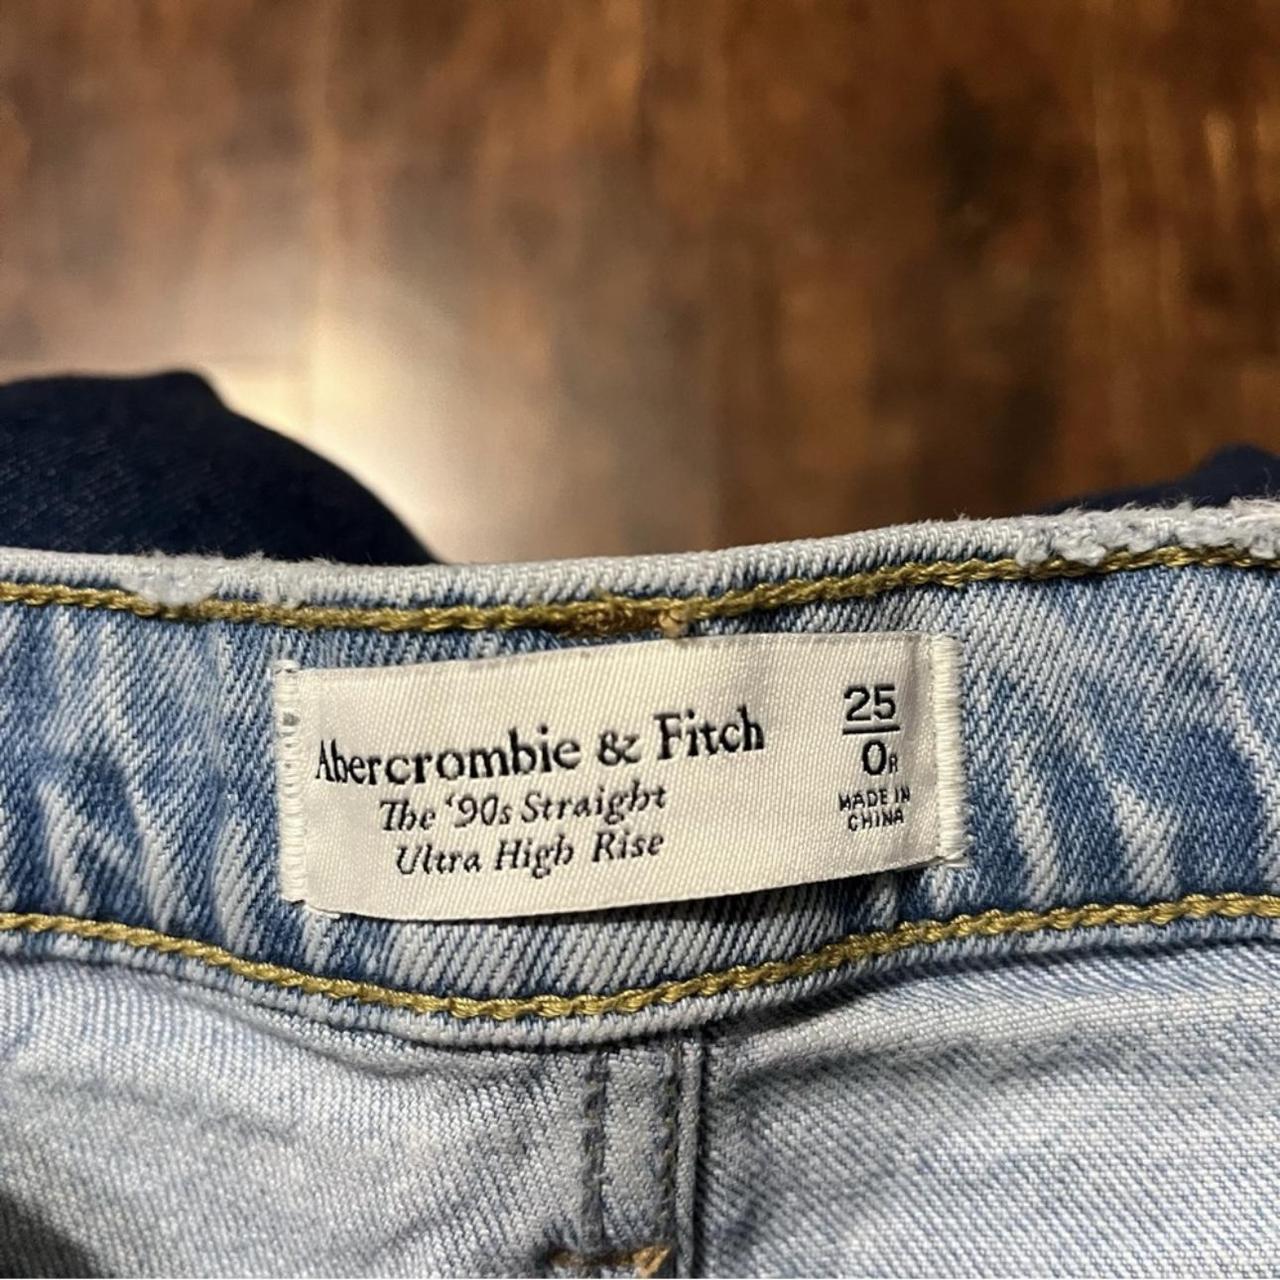 Abercrombie & Fitch
The ‘90s Straight
Ultra High Rise
25
0R
MADE IN
CHINA